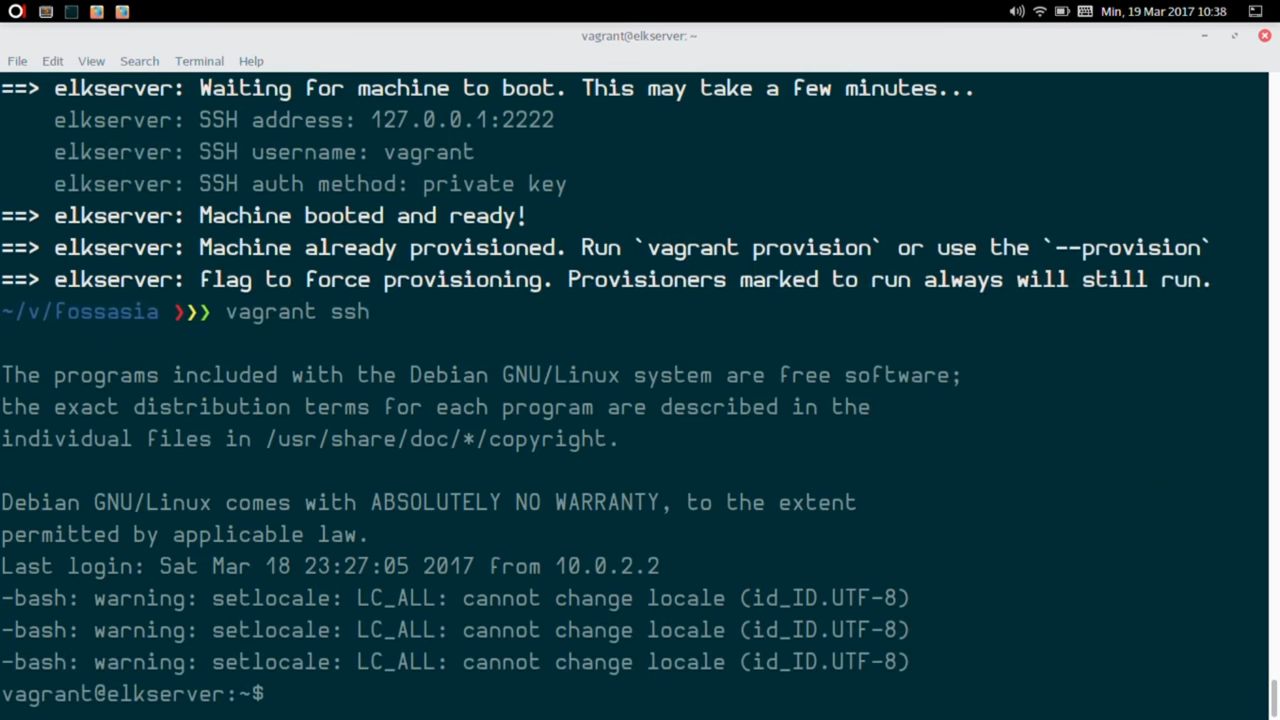 Min, 19 Mar 2017 10:38
vagrant@elkserver: ~
File Edit View Search Terminal Help
==> elkserver: Waiting for machine to boot. This may take a few minutes...
elkserver: SSH address: 127.0.0.1:2222
elkserver: SSH username: vagrant
elkserver: SSH auth method: private key
==> elkserver: Machine booted and ready!
==> elkserver: Machine already provisioned. Run `vagrant provision` or use the `--provision`
==> elkserver: flag to force provisioning. Provisioners marked to run always will still run.
~/v/fossasia ❯❯❯ vagrant ssh
The programs included with the Debian GNU/Linux system are free software;
the exact distribution terms for each program are described in the
individual files in /usr/share/doc/*/copyright.
Debian GNU/Linux comes with ABSOLUTELY NO WARRANTY, to the extent
permitted by applicable law.
Last login: Sat Mar 18 23:27:05 2017 from 10.0.2.2
-bash: warning: setlocale: LC_ALL: cannot change locale (id_ID.UTF-8)
-bash: warning: setlocale: LC_ALL: cannot change locale (id_ID.UTF-8)
-bash: warning: setlocale: LC_ALL: cannot change locale (id_ID.UTF-8)
vagrant@elkserver:~$